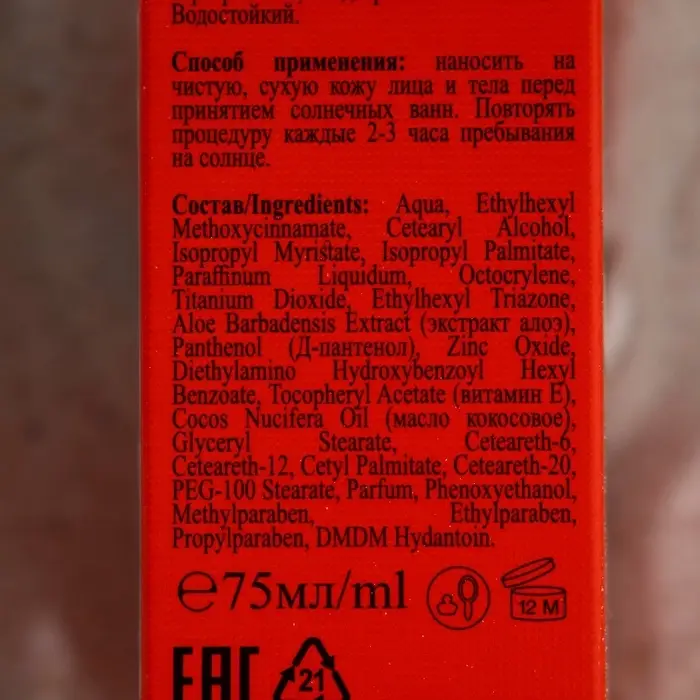 Водостойкий.
Способ применения: наносить на
чистую, сухую кожу лица и тела перед
принятием солнечных ванн. Повторять
процедуру каждые 2-3 часа пребывания
на солнце.
Состав/Ingredients: Aqua, Ethylhexyl
Methoxycinnamate, Cetearyl Alcohol,
Isopropyl Myristate, Isopropyl Palmitate,
Paraffinum Liquidum, Octocrylene,
Titanium Dioxide, Ethylhexyl Triazone,
Aloe Barbadensis Extract (экстракт алоэ),
Panthenol (Д-пантенол), Zinc Oxide,
Diethylamino Hydroxybenzoyl Hexyl
Benzoate, Tocopheryl Acetate (витамин Е),
Cocos Nucifera Oil (масло кокосовое),
Glyceryl Stearate, Ceteareth-6,
Ceteareth-12, Cetyl Palmitate, Ceteareth-20,
PEG-100 Stearate, Parfum, Phenoxyethanol,
Methylparaben, Ethylparaben,
Propylparaben, DMDM Hydantoin.
℮75мл/ml
12 M
EAC
21